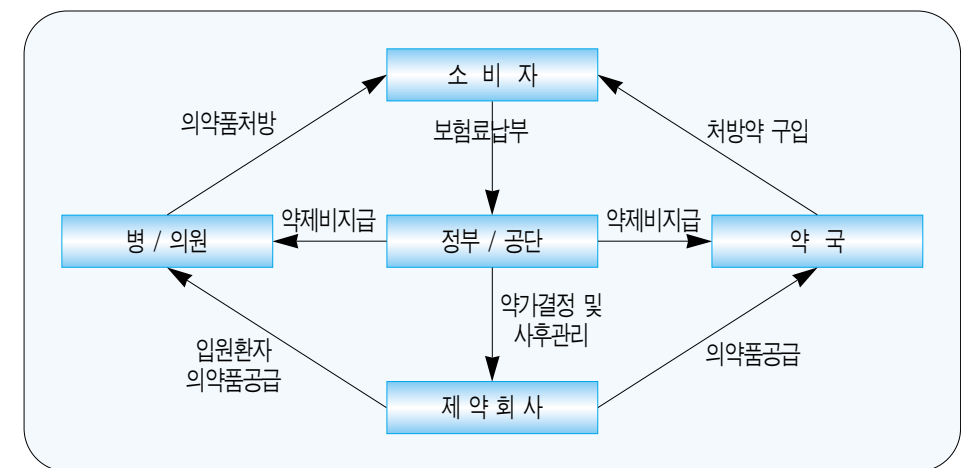 소 비 자
의약품처방
보험료납부
처방약 구입
병 / 의원
약제비지급
정부 / 공단
약제비지급
약 국
약가결정 및
사후관리
입원환자
의약품공급
의약품공급
제 약 회 사